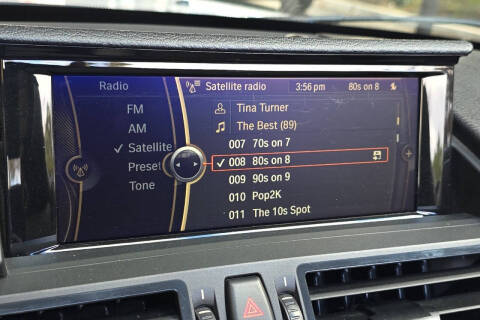 Radio
Satellite radio 3:56 pm 80s on 8
FM
AM
Satellite
Preset
Tone
Tina Turner
The Best (89)
007 70s on 7
008 80s on 8
009 90s on 9
010 Pop2K
011 The 10s Spot